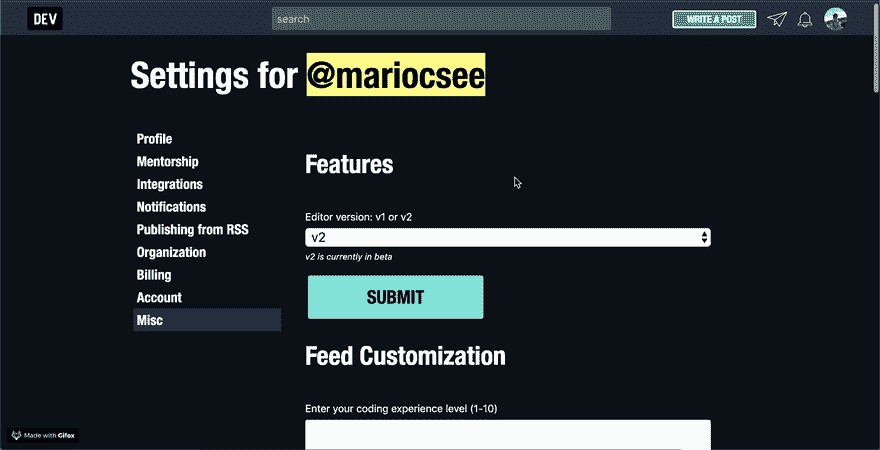 DEV
search
WRITE A POST
Settings for @mariocsee
Profile
Mentorship
Integrations
Notifications
Publishing from RSS
Organization
Billing
Account
Misc
Features
Editor version: v1 or v2
v2
v2 is currently in beta
SUBMIT
Feed Customization
Enter your coding experience level (1-10)
Made with Gifox